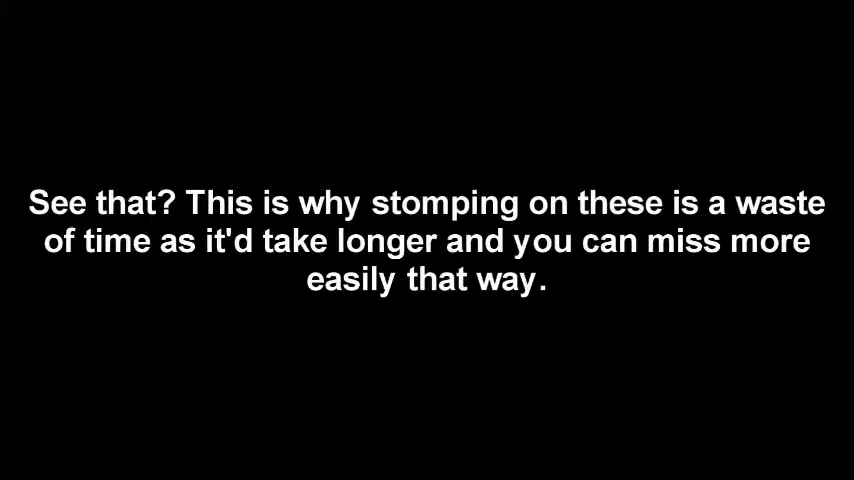 See that? This is why stomping on these is a waste
of time as it'd take longer and you can miss more
easily that way.